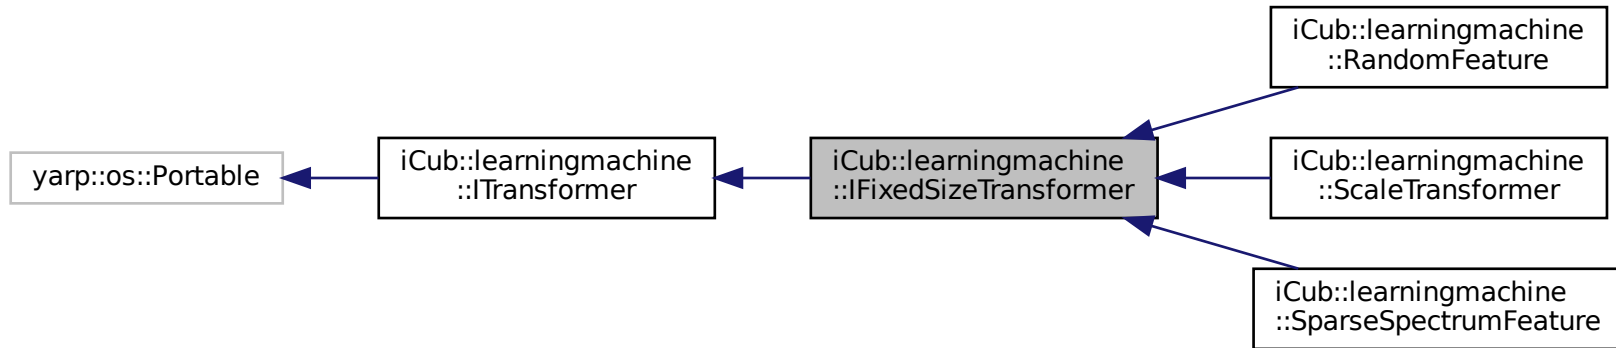 yarp::os::Portable
iCub::learningmachine
::ITransformer
iCub::learningmachine
::IFixedSizeTransformer
iCub::learningmachine
::RandomFeature
iCub::learningmachine
::ScaleTransformer
iCub::learningmachine
::SparseSpectrumFeature